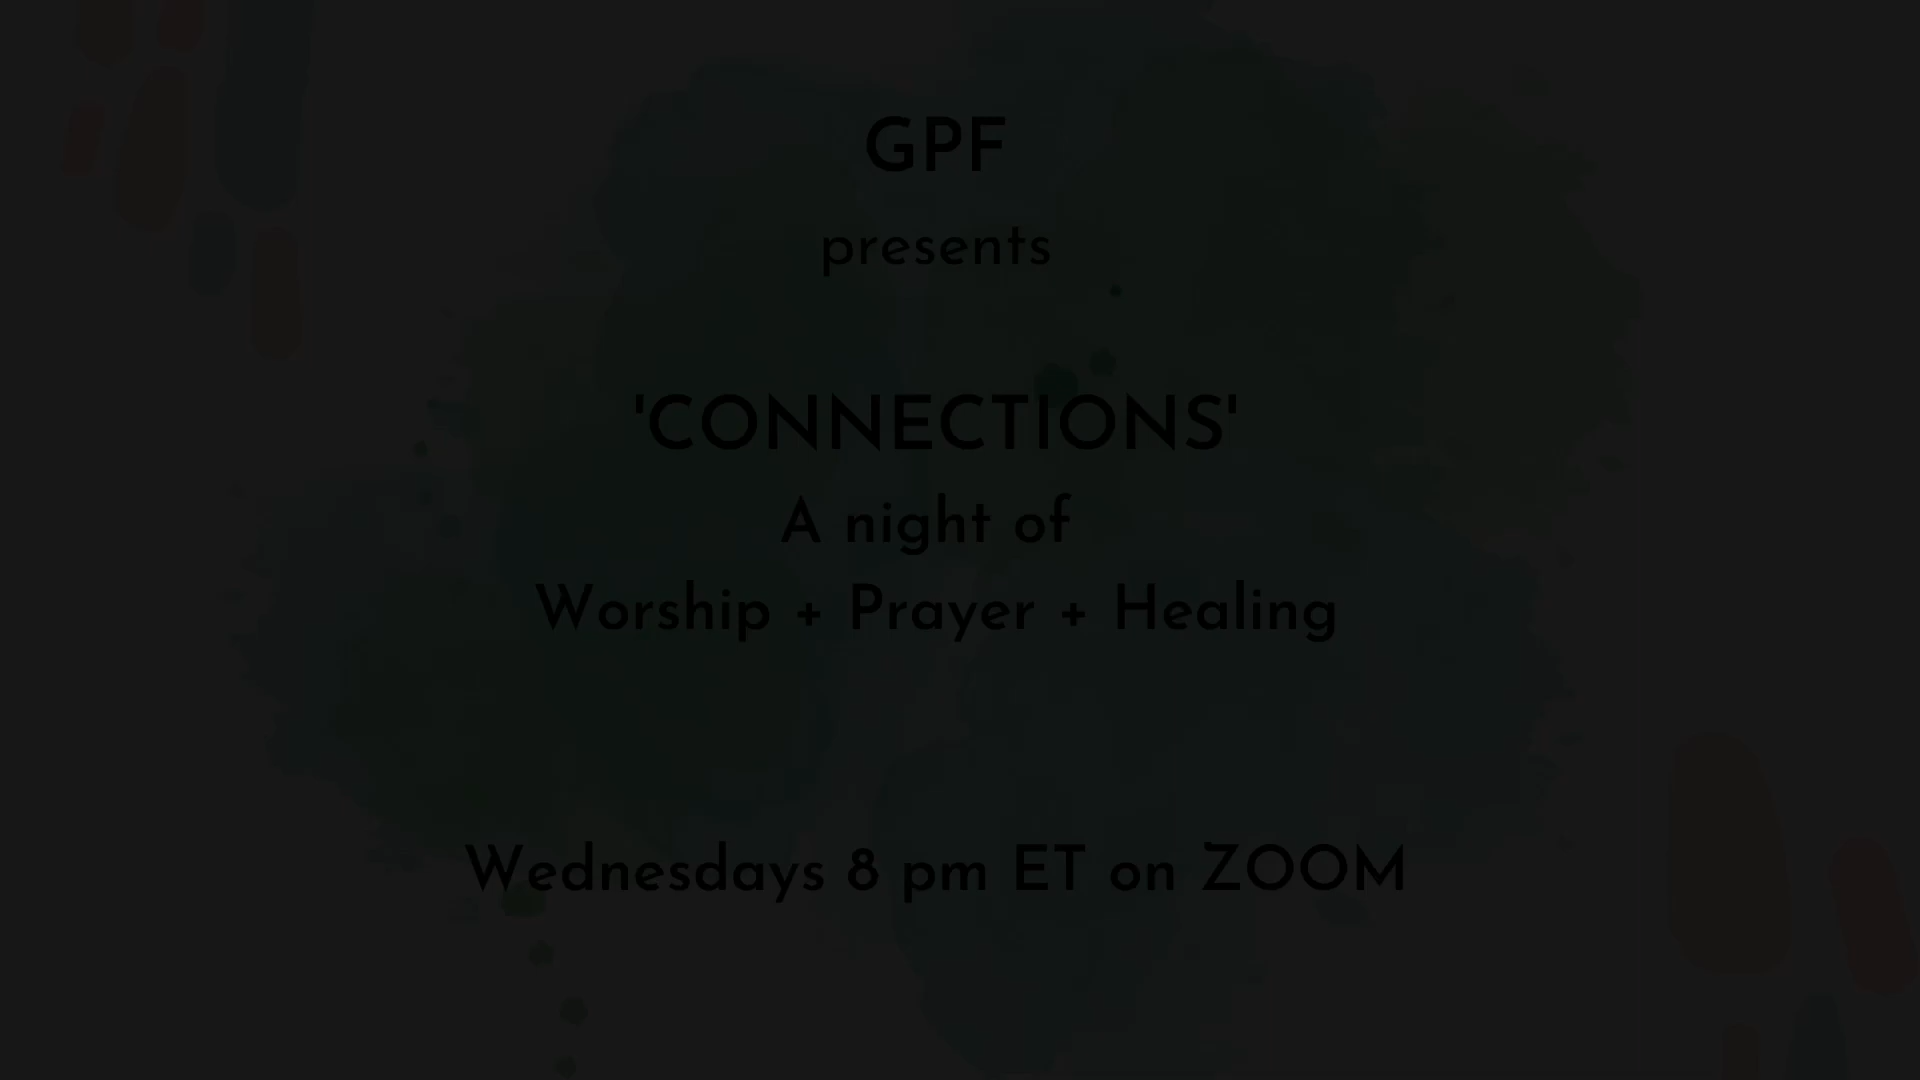 GPF
presents
'CONNECTIONS'
A night of
Worship + Prayer + Healing
Wednesdays 8 pm ET on ZOOM